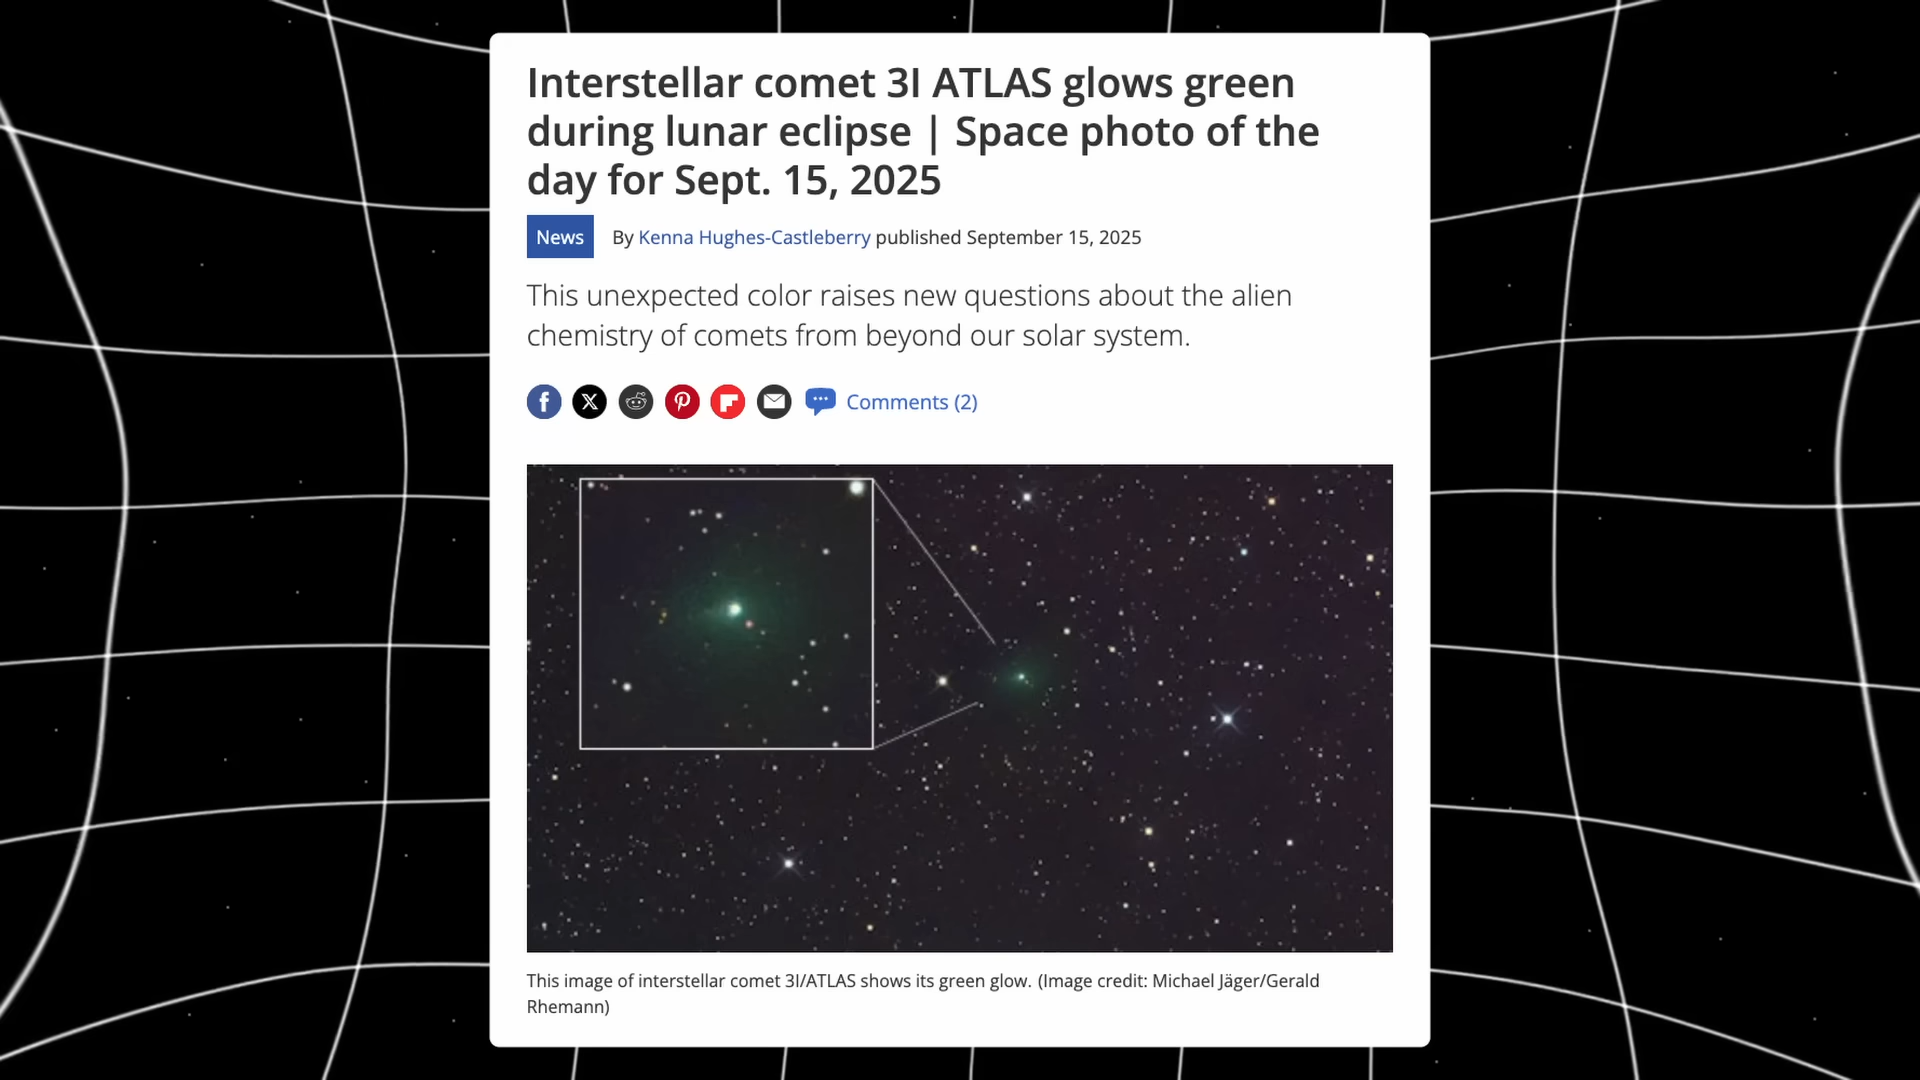 Interstellar comet 3I ATLAS glows green
during lunar eclipse | Space photo of the
day for Sept. 15, 2025
News By Kenna Hughes-Castleberry published September 15, 2025
This unexpected color raises new questions about the alien
chemistry of comets from beyond our solar system.
Comments (2)
This image of interstellar comet 3I/ATLAS shows its green glow. (Image credit: Michael Jäger/Gerald
Rhemann)